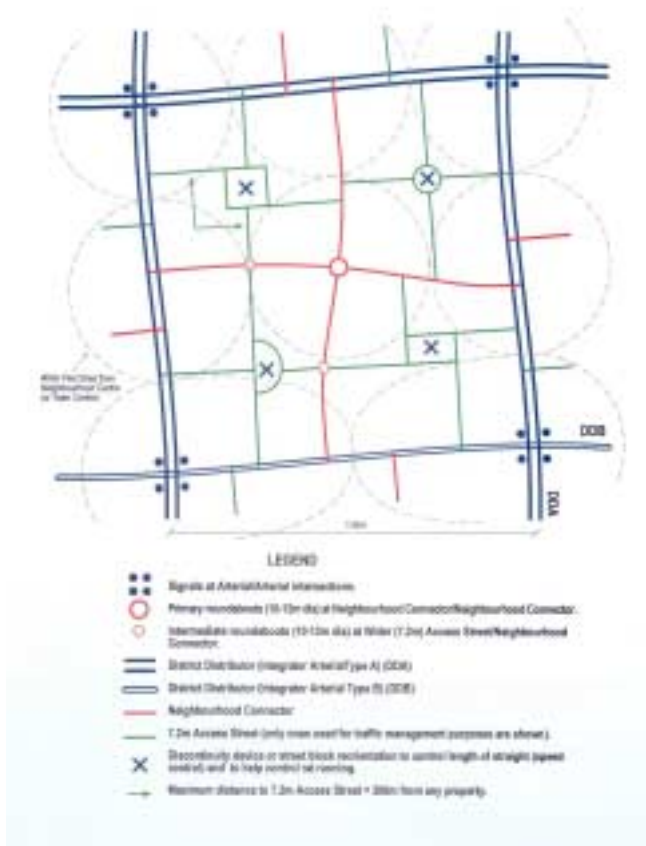 DDB
DDA
LEGEND
Signals at Arterial/Arterial intersections.
Primary roundabouts (10-13m dia) at Neighbourhood Connector/Neighbourhood Connector.
Intermediate roundabouts (10-12m dia) at Wider (7.2m) Access Street/Neighbourhood
Connector.
District Distributor (Integrator Arterial Type A) (DDA)
District Distributor (Integrator Arterial Type B) (DDB)
Neighbourhood Connector
7.2m Access Street (only ones used for traffic management purposes are shown).
Discontinuity device or street block reorientation to control length of straight (speed
control) and to help control rat running.
Maximum distance to 7.2m Access Street = from any property.